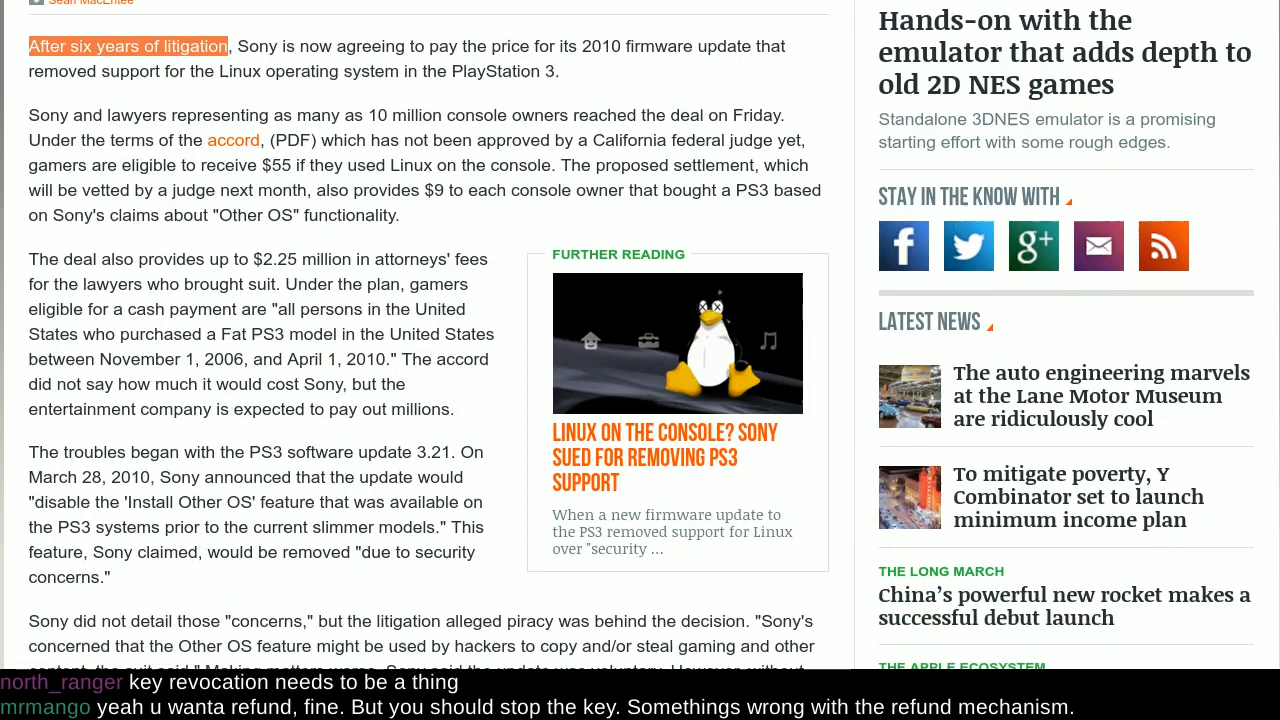 Sean MacEntee
After six years of litigation, Sony is now agreeing to pay the price for its 2010 firmware update that
removed support for the Linux operating system in the PlayStation 3.
Sony and lawyers representing as many as 10 million console owners reached the deal on Friday.
Under the terms of the accord, (PDF) which has not been approved by a California federal judge yet,
gamers are eligible to receive $55 if they used Linux on the console. The proposed settlement, which
will be vetted by a judge next month, also provides $9 to each console owner that bought a PS3 based
on Sony's claims about "Other OS" functionality.
The deal also provides up to $2.25 million in attorneys' fees
for the lawyers who brought suit. Under the plan, gamers
eligible for a cash payment are "all persons in the United
States who purchased a Fat PS3 model in the United States
between November 1, 2006, and April 1, 2010." The accord
did not say how much it would cost Sony, but the
entertainment company is expected to pay out millions.
The troubles began with the PS3 software update 3.21. On
March 28, 2010, Sony announced that the update would
"disable the 'Install Other OS' feature that was available on
the PS3 systems prior to the current slimmer models." This
feature, Sony claimed, would be removed "due to security
concerns."
FURTHER READING
LINUX ON THE CONSOLE? SONY
SUED FOR REMOVING PS3
SUPPORT
When a new firmware update to
the PS3 removed support for Linux
over "security ...
Sony did not detail those "concerns," but the litigation alleged piracy was behind the decision. "Sony's
concerned that the Other OS feature might be used by hackers to copy and/or steal gaming and other
content, the suit said." Making matters worse, Sony said the update was voluntary. However, without
Hands-on with the
emulator that adds depth to
old 2D NES games
Standalone 3DNES emulator is a promising
starting effort with some rough edges.
STAY IN THE KNOW WITH
f
g+
LATEST NEWS
The auto engineering marvels
at the Lane Motor Museum
are ridiculously cool
To mitigate poverty, Y
Combinator set to launch
minimum income plan
THE LONG MARCH
China's powerful new rocket makes a
successful debut launch
THE APPLE ECOSYSTEM
north_ranger key revocation needs to be a thing
mrmango yeah u wanta refund, fine. But you should stop the key. Somethings wrong with the refund mechanism.